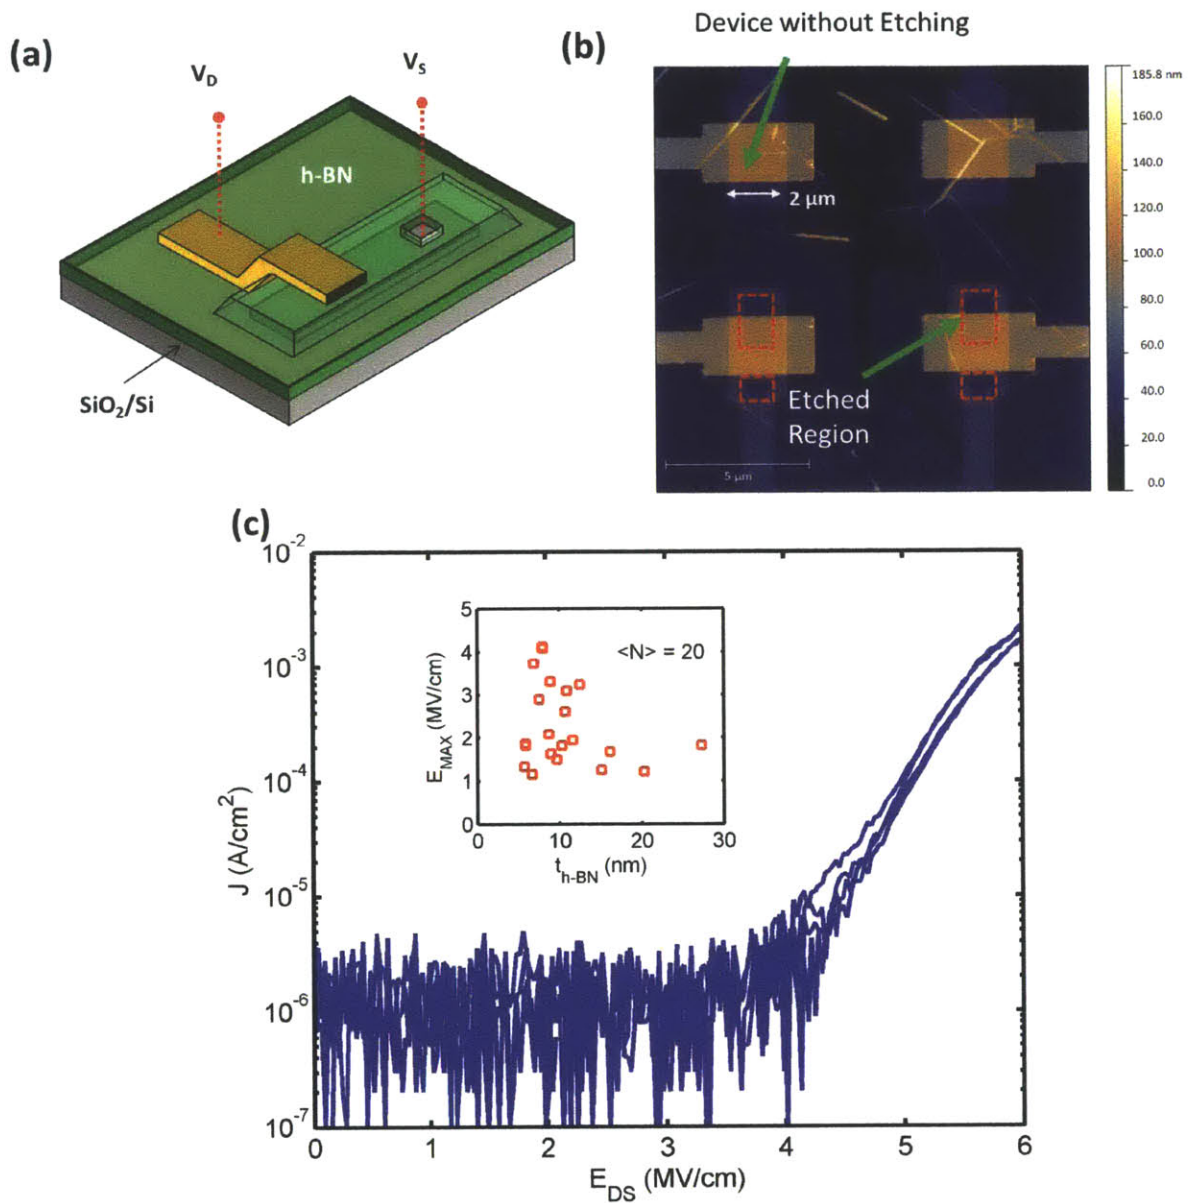 Device without Etching
(a)
(b)
V_D
V_S
h-BN
SiO₂/Si
2 μm
Etched
Region
5 μm
185.8 nm
160.0
140.0
120.0
100.0
80.0
60.0
40.0
20.0
0.0
(c)
10⁻²
10⁻³
10⁻⁴
10⁻⁵
10⁻⁶
10⁻⁷
J (A/cm²)
0
1
2
3
4
5
6
E_DS (MV/cm)
5
4
3
2
1
0
E_MAX (MV/cm)
<N> = 20
0
10
20
30
t_h-BN (nm)